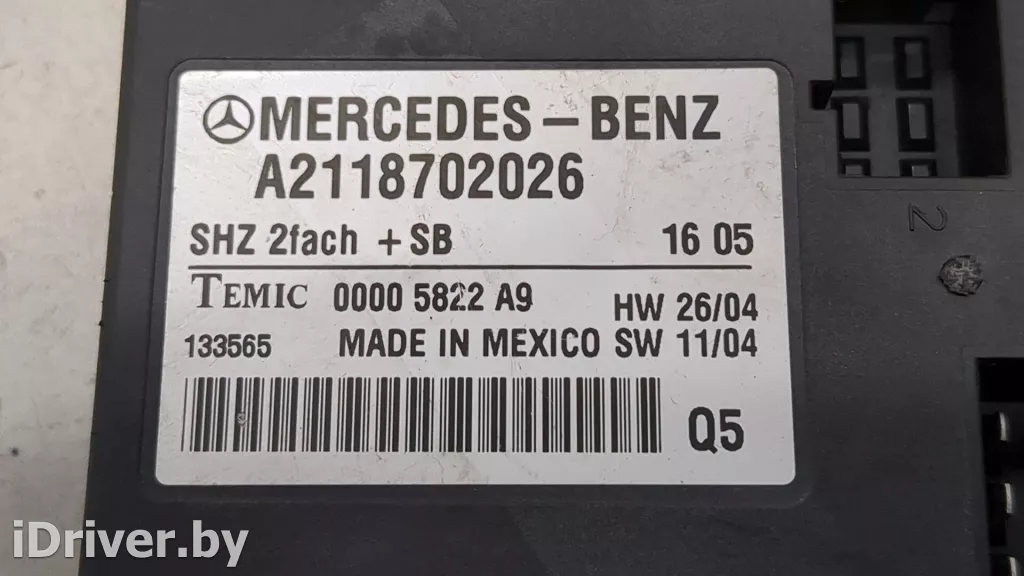 MERCEDES-BENZ
A2118702026
SHZ 2fach + SB 16 05
TEMIC 0000 5822 A9 HW 26/04
133565 MADE IN MEXICO SW 11/04
Q5
2
iDriver.by